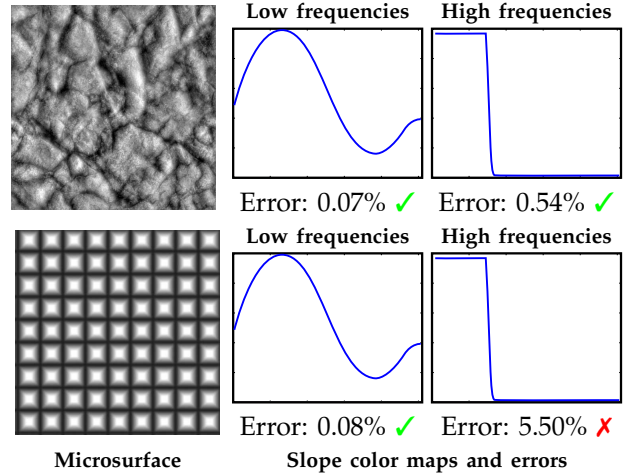 Low frequencies High frequencies
Error: 0.07% ✓ Error: 0.54% ✓
Low frequencies High frequencies
Error: 0.08% ✓ Error: 5.50% ✗
Microsurface Slope color maps and errors